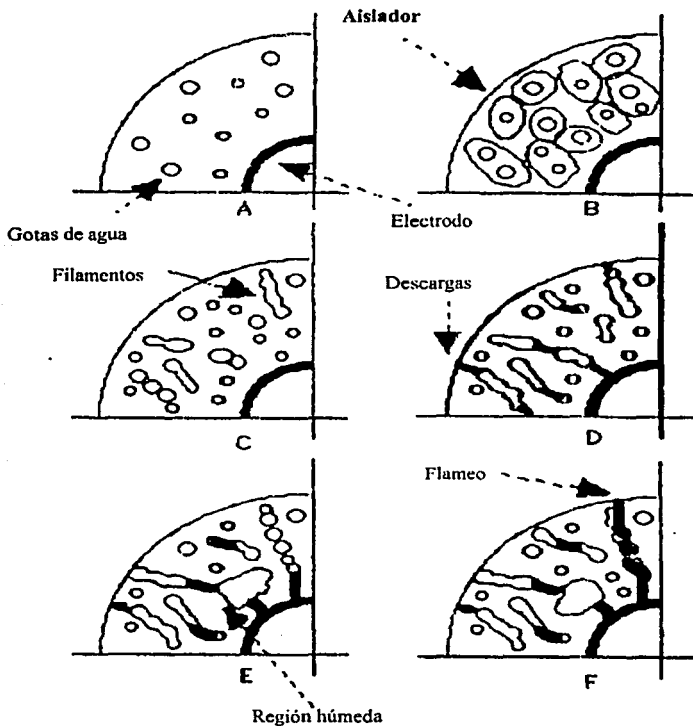 Aislador
A
B
Gotas de agua
Electrodo
Filamentos
Descargas
C
D
Flameo
E
F
Región húmeda